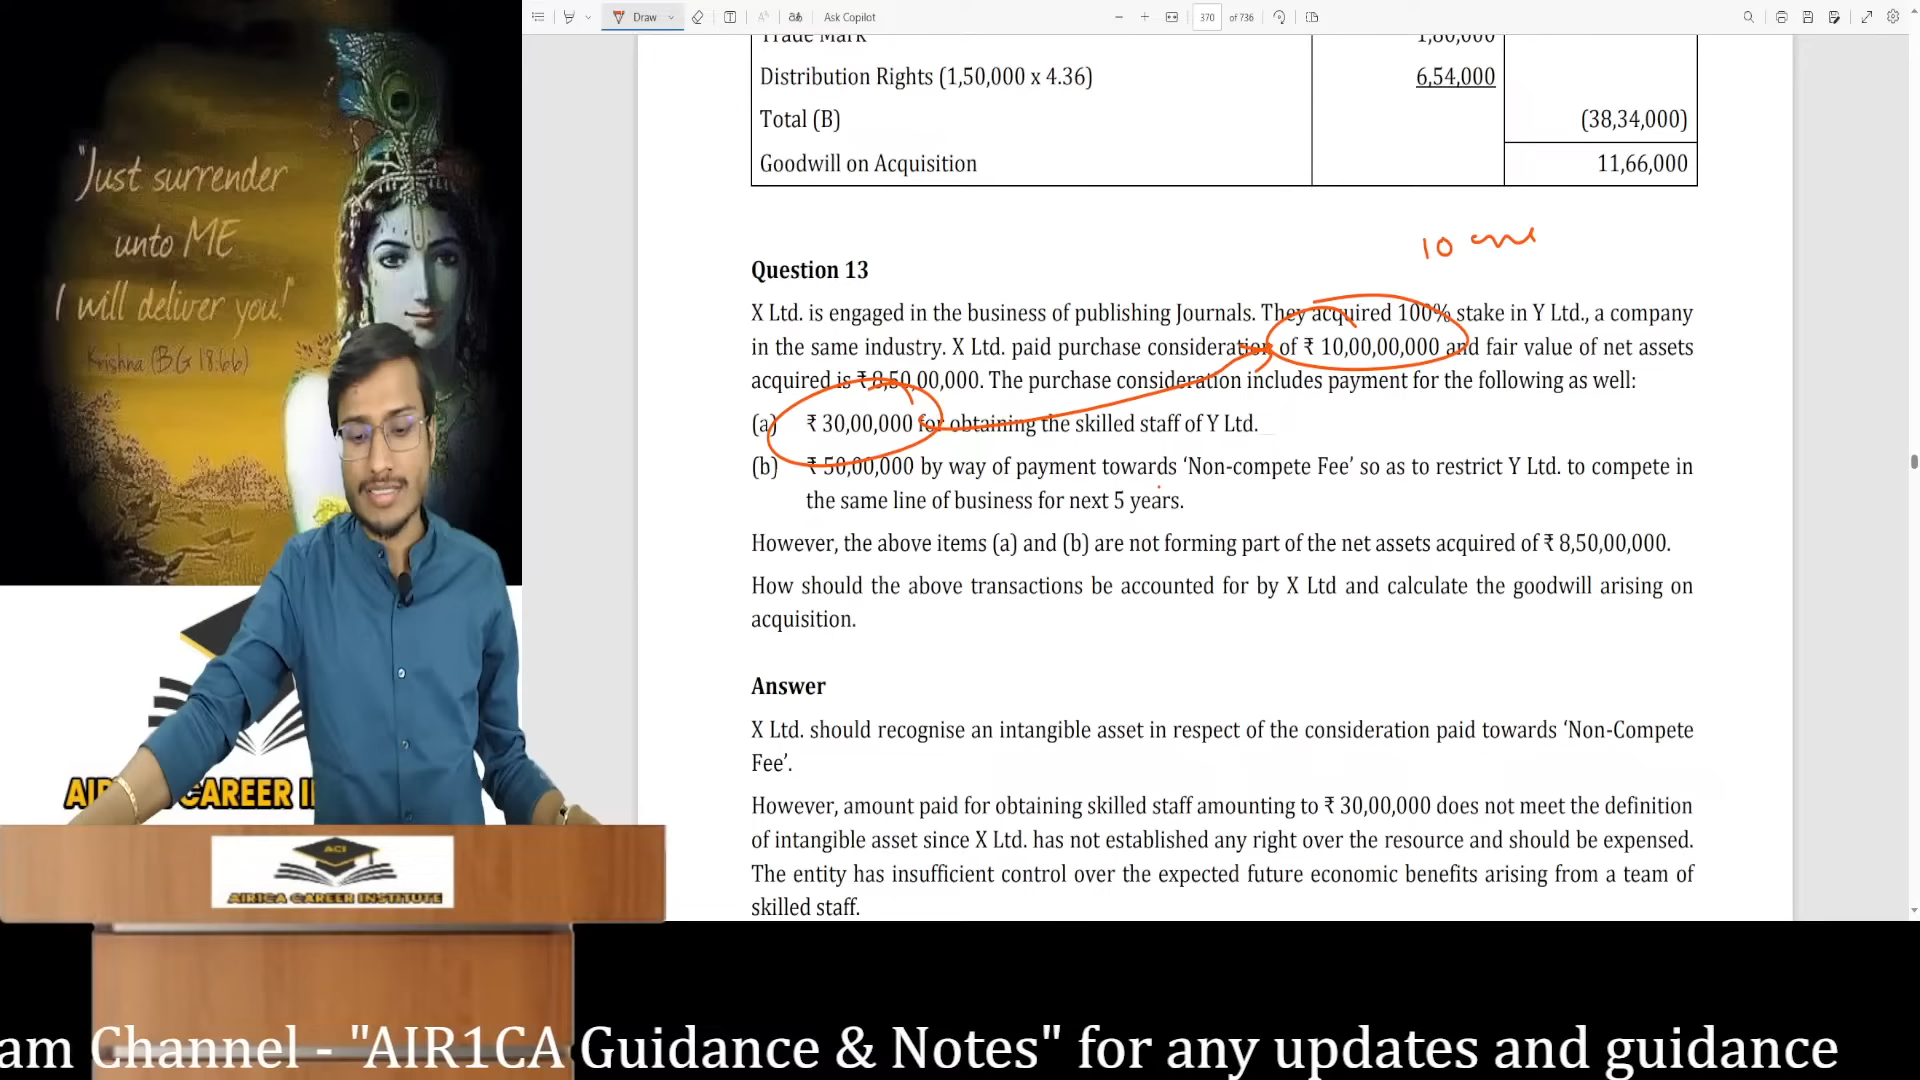 Draw
Ask Copilot
370
of 736
Trade Mark 1,80,000
Distribution Rights (1,50,000 x 4.36) 6,54,000
Total (B) (38,34,000)
Goodwill on Acquisition 11,66,000
10
Question 13
X Ltd. is engaged in the business of publishing Journals. They acquired 100% stake in Y Ltd., a company
in the same industry. X Ltd. paid purchase consideration of ₹ 10,00,00,000 and fair value of net assets
acquired is ₹ 8,50,00,000. The purchase consideration includes payment for the following as well:
(a) ₹ 30,00,000 for obtaining the skilled staff of Y Ltd.
(b) ₹ 50,00,000 by way of payment towards ‘Non-compete Fee’ so as to restrict Y Ltd. to compete in
the same line of business for next 5 years.
However, the above items (a) and (b) are not forming part of the net assets acquired of ₹ 8,50,00,000.
How should the above transactions be accounted for by X Ltd and calculate the goodwill arising on
acquisition.
Answer
X Ltd. should recognise an intangible asset in respect of the consideration paid towards ‘Non-Compete
Fee’.
However, amount paid for obtaining skilled staff amounting to ₹ 30,00,000 does not meet the definition
of intangible asset since X Ltd. has not established any right over the resource and should be expensed.
The entity has insufficient control over the expected future economic benefits arising from a team of
skilled staff.
"Just surrender
unto ME
I will deliver you!"
Krishna (B.G 18.66)
CAREER
ACI
AIR1CA CAREER INSTITUTE
am Channel - "AIR1CA Guidance & Notes" for any updates and guidance